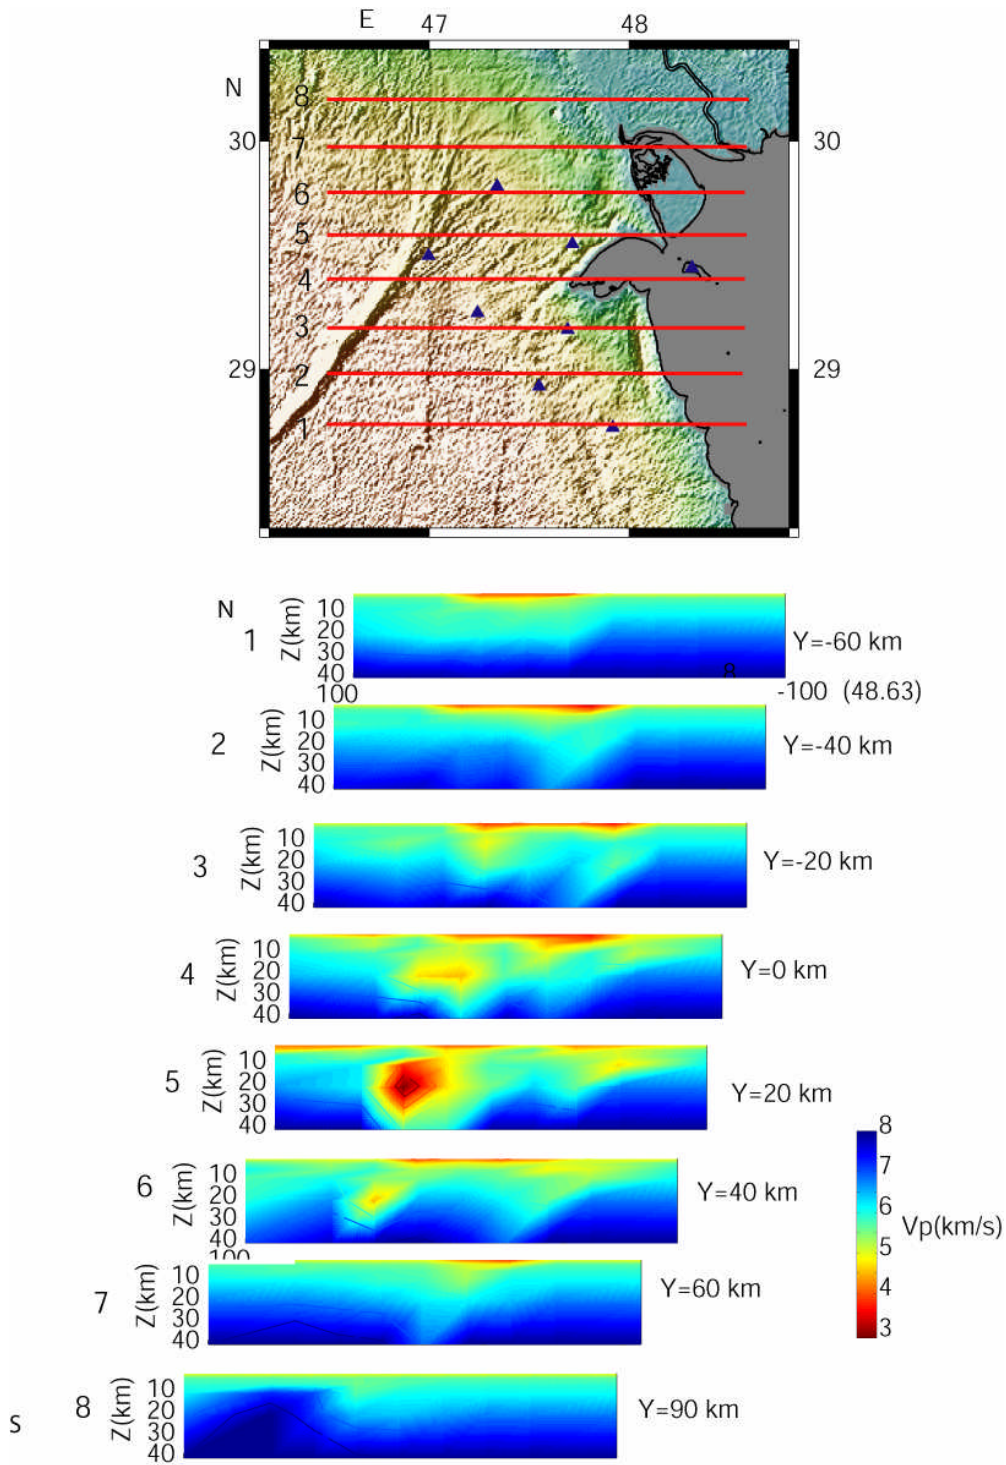 E 47 48
N
8
30 7 30
6
5
4
3
29 2 29
1
N
1 Z(km) 10 20 30 40 Y=-60 km
8
100 -100 (48.63)
2 Z(km) 10 20 30 40 Y=-40 km
3 Z(km) 10 20 30 40 Y=-20 km
4 Z(km) 10 20 30 40 Y=0 km
5 Z(km) 10 20 30 40 Y=20 km
6 Z(km) 10 20 30 40 Y=40 km
8
7
6
5
4
3
Vp(km/s)
100
7 Z(km) 10 20 30 40 Y=60 km
8 Z(km) 10 20 30 40 Y=90 km
S